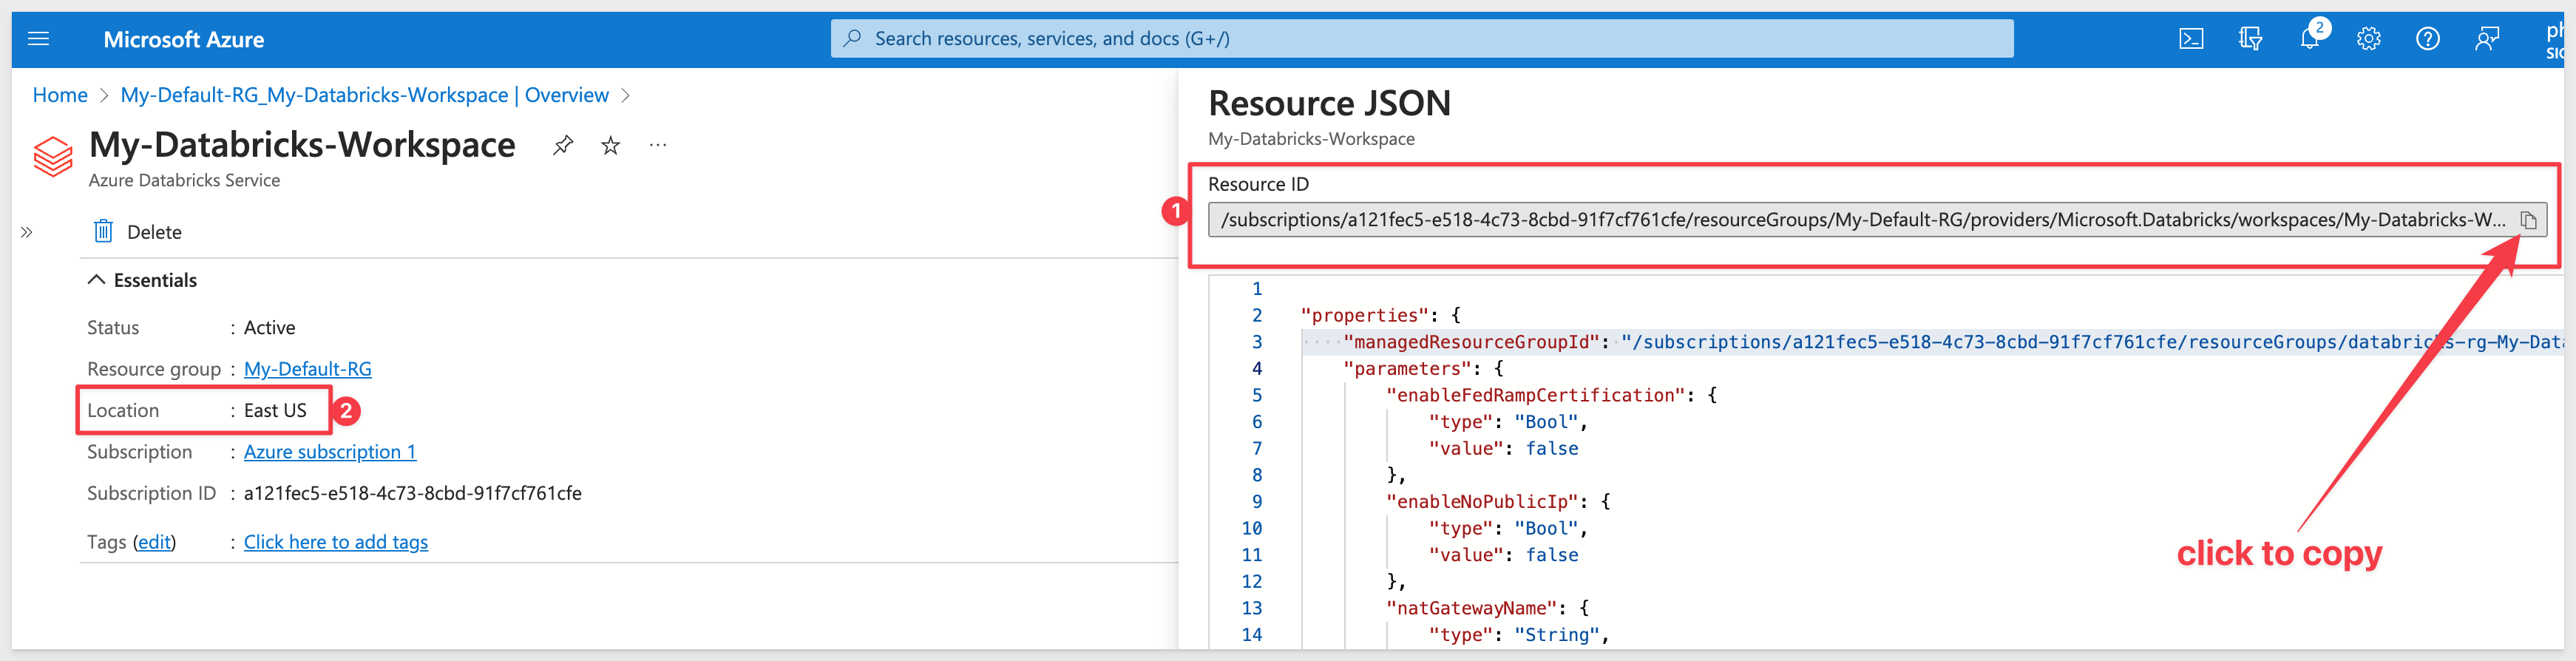 Microsoft Azure
Search resources, services, and docs (G+/)
2
Home > My-Default-RG_My-Databricks-Workspace | Overview >
My-Databricks-Workspace
Azure Databricks Service
Delete
Essentials
Status : Active
Resource group : My-Default-RG
Location : East US
2
Subscription : Azure subscription 1
Subscription ID : a121fec5-e518-4c73-8cbd-91f7cf761cfe
Tags (edit) : Click here to add tags
Resource JSON
My-Databricks-Workspace
Resource ID
1
/subscriptions/a121fec5-e518-4c73-8cbd-91f7cf761cfe/resourceGroups/My-Default-RG/providers/Microsoft.Databricks/workspaces/My-Databricks-W...
1
2 "properties": {
3 "managedResourceGroupId": "/subscriptions/a121fec5-e518-4c73-8cbd-91f7cf761cfe/resourceGroups/databricks-rg-My-Dat
4 "parameters": {
5 "enableFedRampCertification": {
6 "type": "Bool",
7 "value": false
8 },
9 "enableNoPublicIp": {
10 "type": "Bool",
11 "value": false
12 },
13 "natGatewayName": {
14 "type": "String",
click to copy